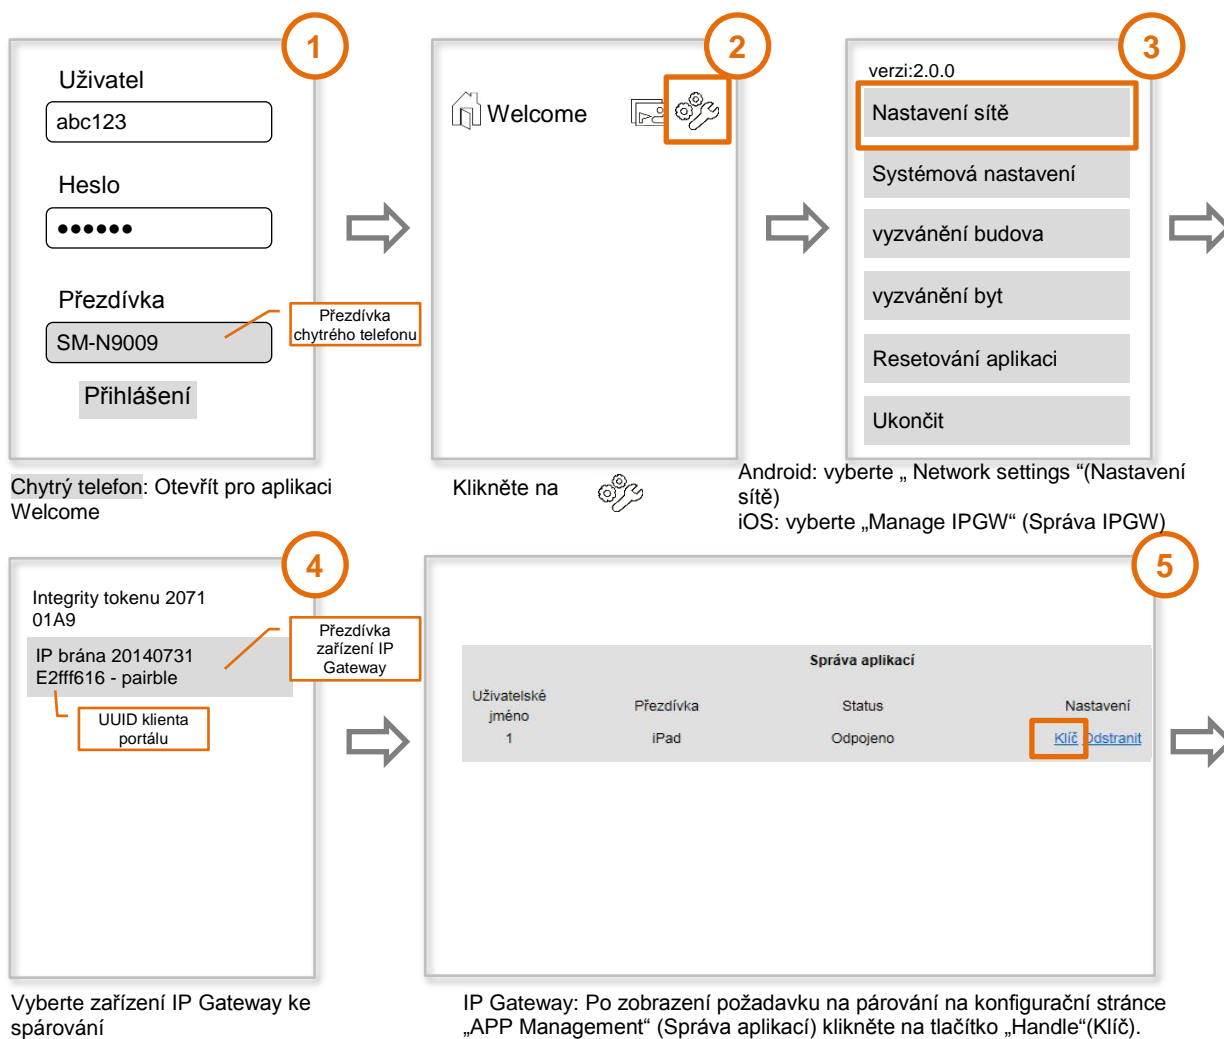 1
Uživatel
abc123
Heslo
●●●●●●
Přezdívka
SM-N9009
Přezdívka
chytrého telefonu
Přihlášení
Chytrý telefon: Otevřít pro aplikaci
Welcome
2
Welcome
Klikněte na
3
verzi:2.0.0
Nastavení sítě
Systémová nastavení
vyzvánění budova
vyzvánění byt
Resetování aplikaci
Ukončit
Android: vyberte „ Network settings “(Nastavení
sítě)
iOS: vyberte „Manage IPGW“ (Správa IPGW)
4
Integrity tokenu 2071
01A9
IP brána 20140731
E2fff616 - pairble
Přezdívka
zařízení IP
Gateway
UUID klienta
portálu
Vyberte zařízení IP Gateway ke
spárování
5
Správa aplikací
Uživatelské
jméno
Přezdívka
Status
Nastavení
1
iPad
Odpojeno
Klíč Odstranit
IP Gateway: Po zobrazení požadavku na párování na konfigurační stránce
„APP Management“ (Správa aplikací) klikněte na tlačítko „Handle“(Klíč).